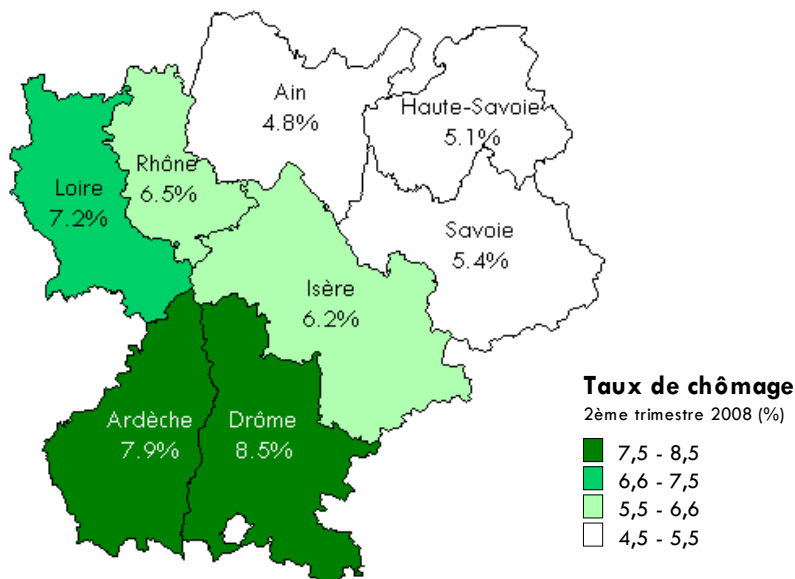 Ain
4.8%
Haute-Savoie
5.1%
Rhône
6.5%
Loire
7.2%
Savoie
5.4%
Isère
6.2%
Ardèche
7.9%
Drôme
8.5%
Taux de chômage
2ème trimestre 2008 (%)
7,5 - 8,5
6,6 - 7,5
5,5 - 6,6
4,5 - 5,5